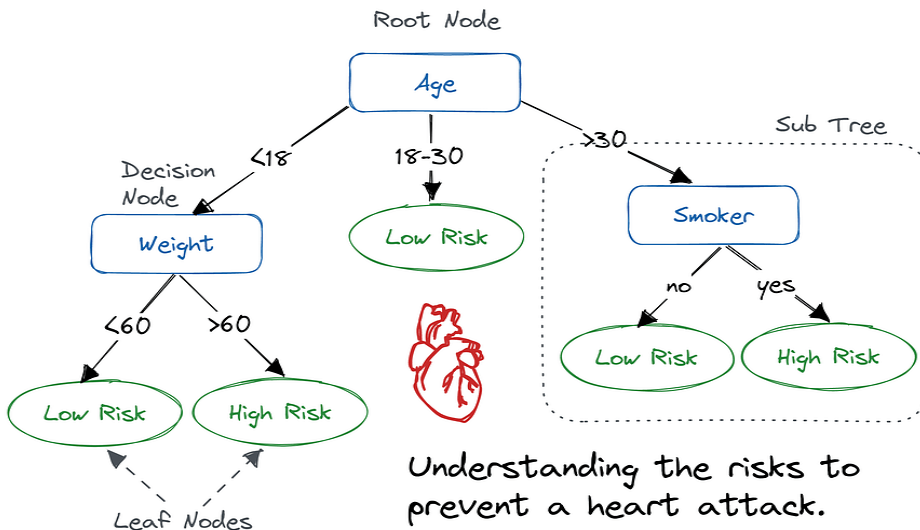 Root Node
Age
<18
18-30
>30
Sub Tree
Decision
Node
Weight
Low Risk
Smoker
<60
>60
no
yes
Low Risk
High Risk
Low Risk
High Risk
Leaf Nodes
Understanding the risks to
prevent a heart attack.